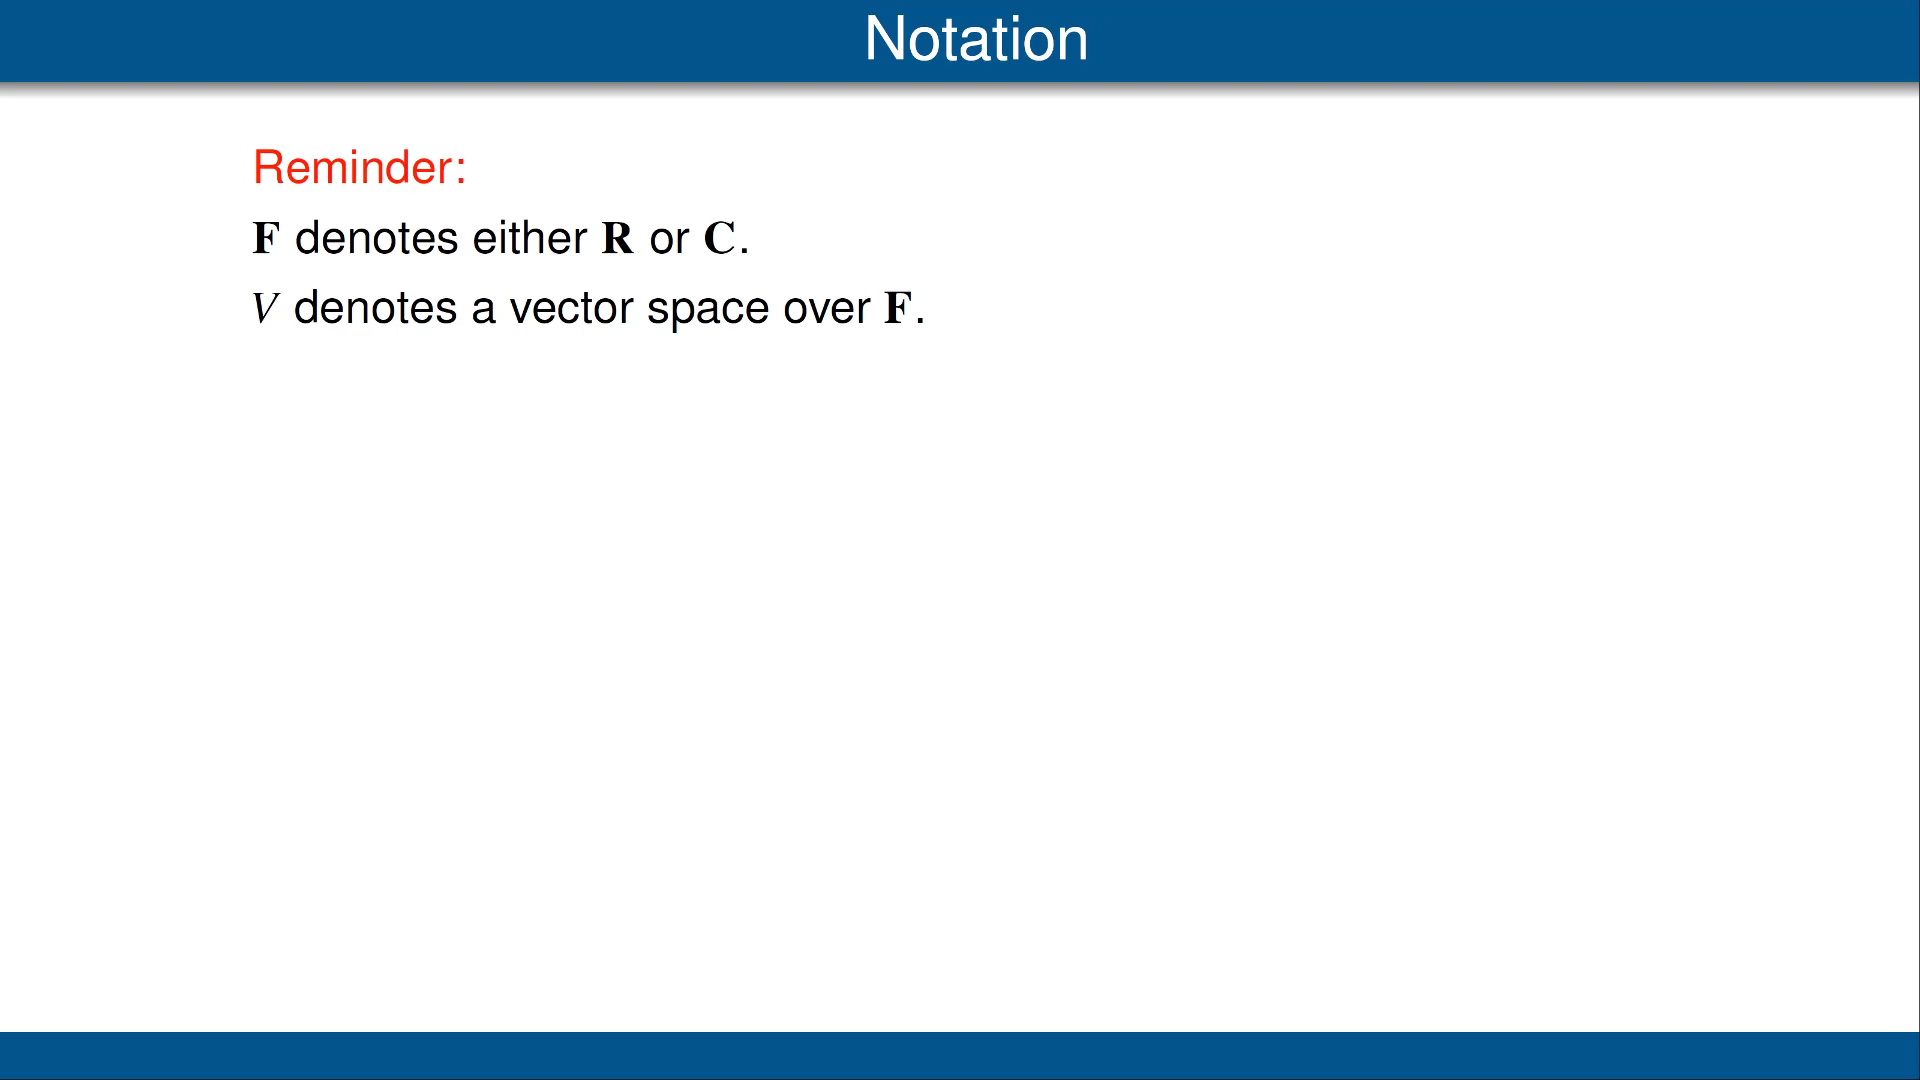 Notation
Reminder:
F denotes either R or C.
V denotes a vector space over F.